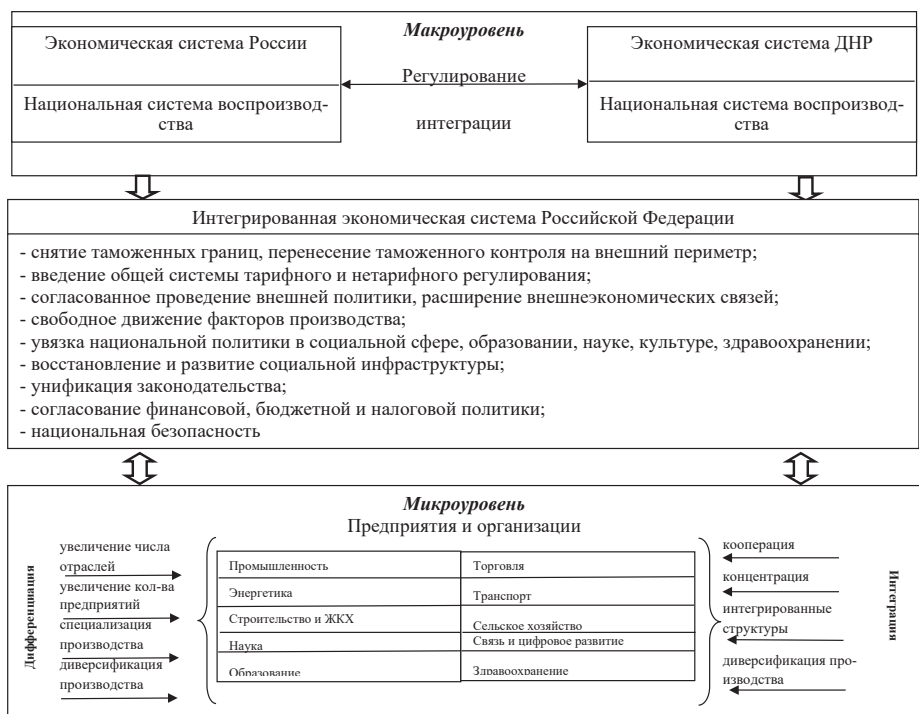 Макроуровень
Экономическая система России
Национальная система воспроизвод-
ства
Регулирование
интеграции
Экономическая система ДНР
Национальная система воспроизвод-
ства
Интегрированная экономическая система Российской Федерации
- снятие таможенных границ, перенесение таможенного контроля на внешний периметр;
- введение общей системы тарифного и нетарифного регулирования;
- согласованное проведение внешней политики, расширение внешнеэкономических связей;
- свободное движение факторов производства;
- увязка национальной политики в социальной сфере, образовании, науке, культуре, здравоохранении;
- восстановление и развитие социальной инфраструктуры;
- унификация законодательства;
- согласование финансовой, бюджетной и налоговой политики;
- национальная безопасность
Микроуровень
Предприятия и организации
Дифференциация
увеличение числа
отраслей
увеличение кол-ва
предприятий
специализация
производства
диверсификация
производства
Промышленность
Торговля
Энергетика
Транспорт
Строительство и ЖКХ
Сельское хозяйство
Наука
Связь и цифровое развитие
Образование
Здравоохранение
кооперация
концентрация
интегрированные
структуры
диверсификация про-
изводства
Интеграция